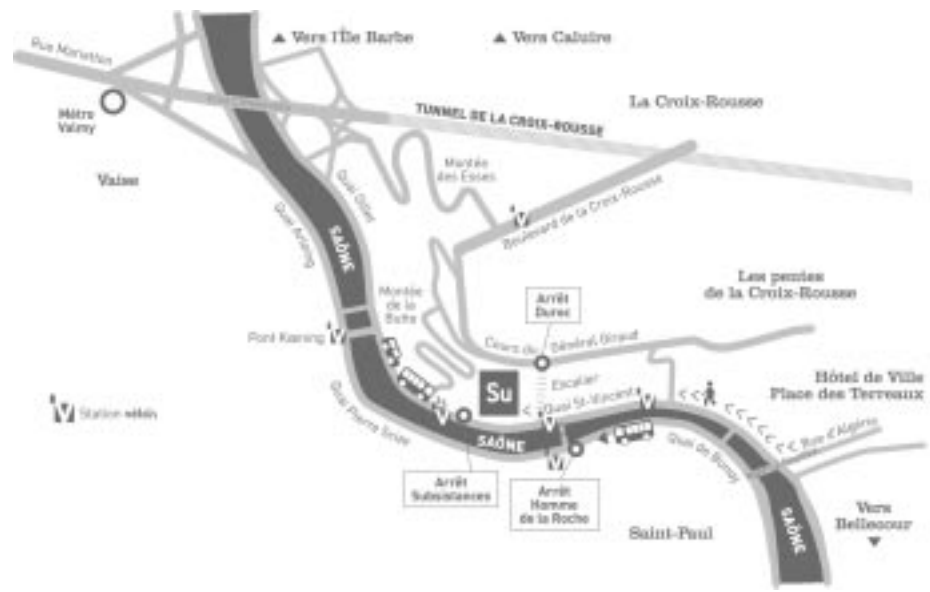 ▲ Vers l'Île Barbe
▲ Vers Caluire
Rue Marietton
Métro
Valmy
TUNNEL DE LA CROIX-ROUSSE
La Croix-Rousse
Vaise
Montée
des Esses
Quai Gillet
Quai Arloing
SAÔNE
Boulevard de la Croix-Rousse
Les pentes
de la Croix-Rousse
Montée
de la
Butte
Arrêt
Duroc
Pont Koening
Cours du Général Giraud
Hôtel de Ville
Place des Terreaux
Su
Escalier
Quai St-Vincent
Station vélo'v
Quai Pierre Scize
SAÔNE
Rue d'Algérie
Quai de Bondy
Arrêt
Subsistances
Arrêt
Homme
de la Roche
Saint-Paul
SAÔNE
Vers
Bellecour
▼